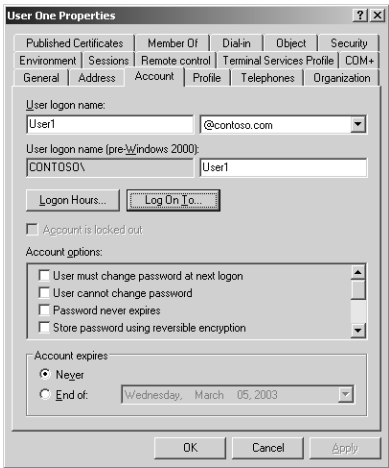 User One Properties
Published Certificates Member Of Dial-in Object Security
Environment Sessions Remote control Terminal Services Profile COM+
General Address Account Profile Telephones Organization
User logon name:
User1 @contoso.com
User logon name (pre-Windows 2000):
CONTOSO\ User1
Logon Hours... Log On To...
Account is locked out
Account options:
User must change password at next logon
User cannot change password
Password never expires
Store password using reversible encryption
Account expires
Never
End of: Wednesday, March 05, 2003
OK Cancel Apply